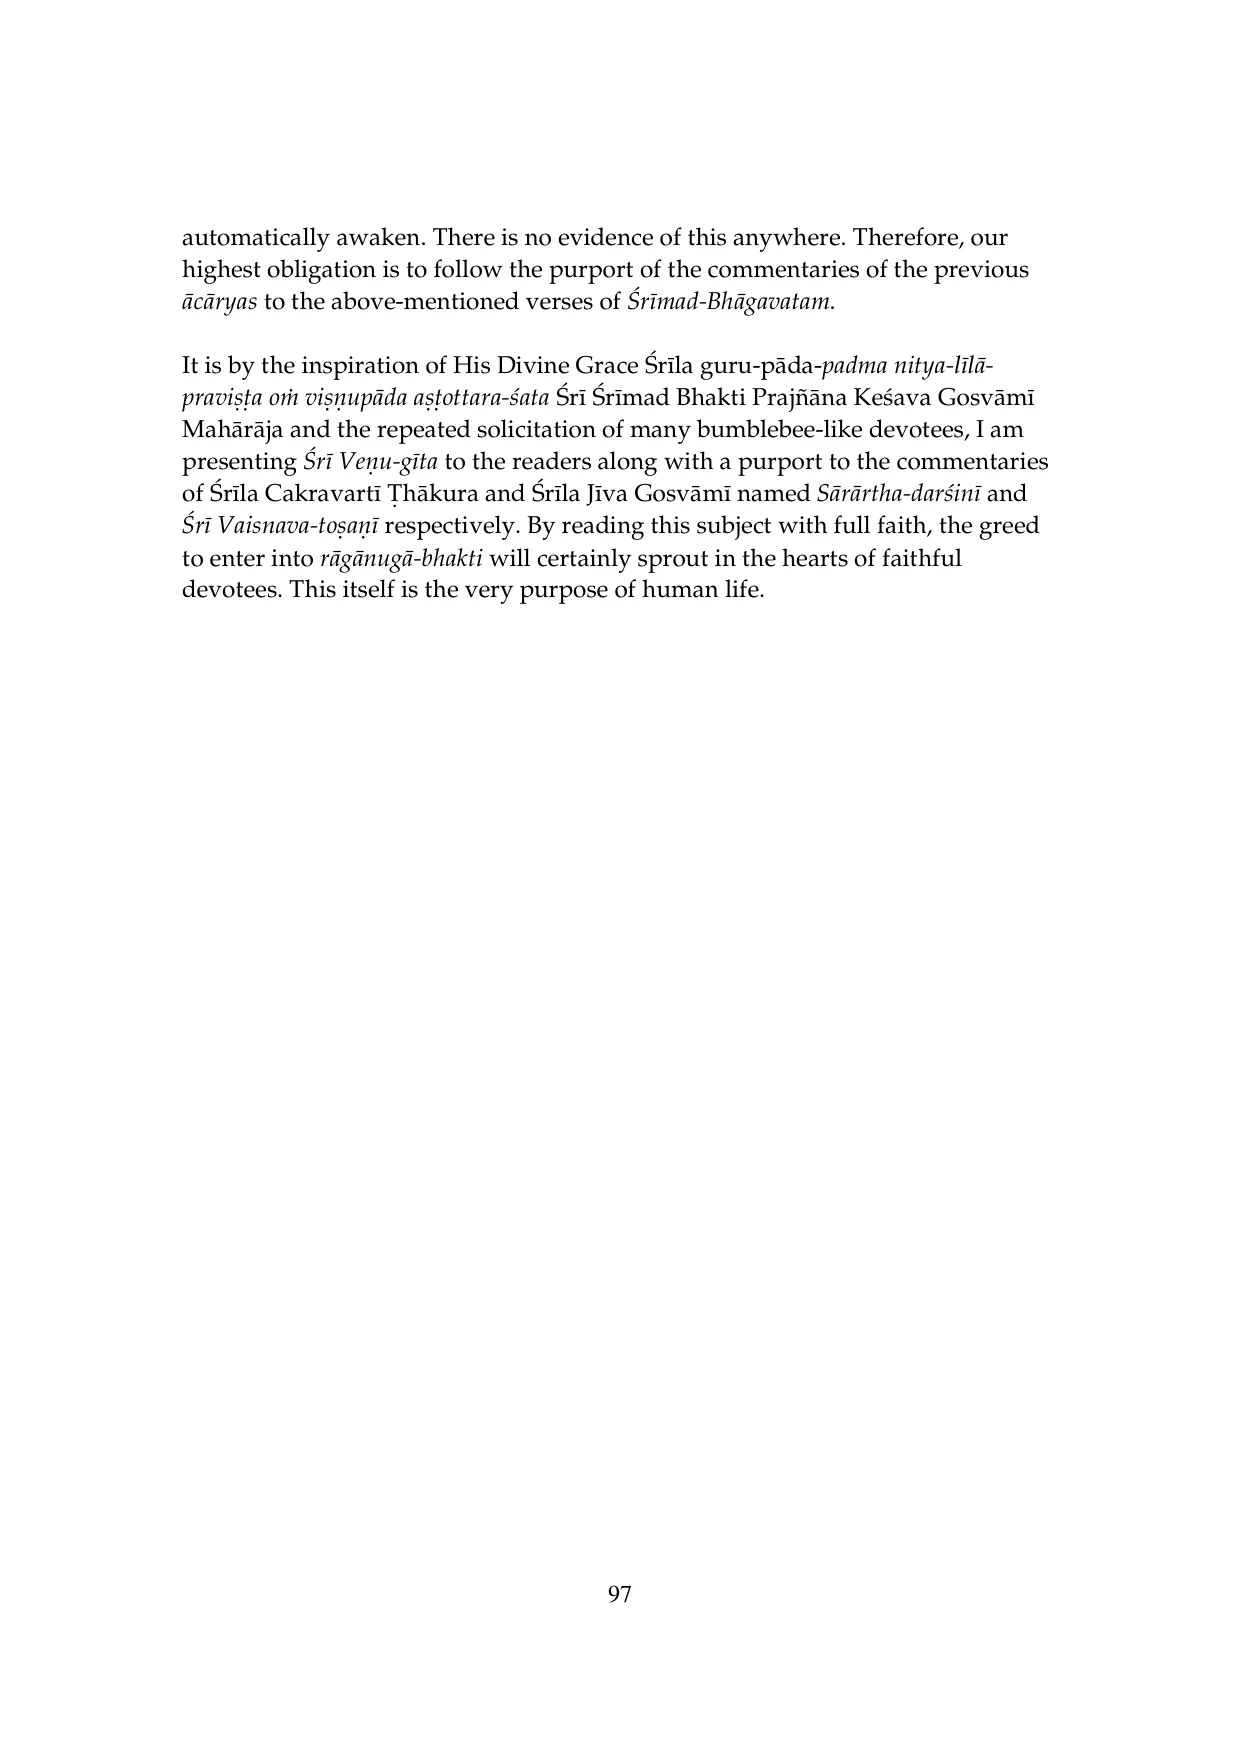 automatically awaken. There is no evidence of this anywhere. Therefore, our
highest obligation is to follow the purport of the commentaries of the previous
ācāryas to the above-mentioned verses of Śrīmad-Bhāgavatam.
It is by the inspiration of His Divine Grace Śrīla guru-pāda-padma nitya-līlā-
praviṣṭa oṁ viṣṇupāda aṣṭottara-śata Śrī Śrīmad Bhakti Prajñāna Keśava Gosvāmī
Mahārāja and the repeated solicitation of many bumblebee-like devotees, I am
presenting Śrī Veṇu-gīta to the readers along with a purport to the commentaries
of Śrīla Cakravartī Ṭhākura and Śrīla Jīva Gosvāmī named Sārārtha-darśinī and
Śrī Vaisnava-toṣaṇī respectively. By reading this subject with full faith, the greed
to enter into rāgānugā-bhakti will certainly sprout in the hearts of faithful
devotees. This itself is the very purpose of human life.
97